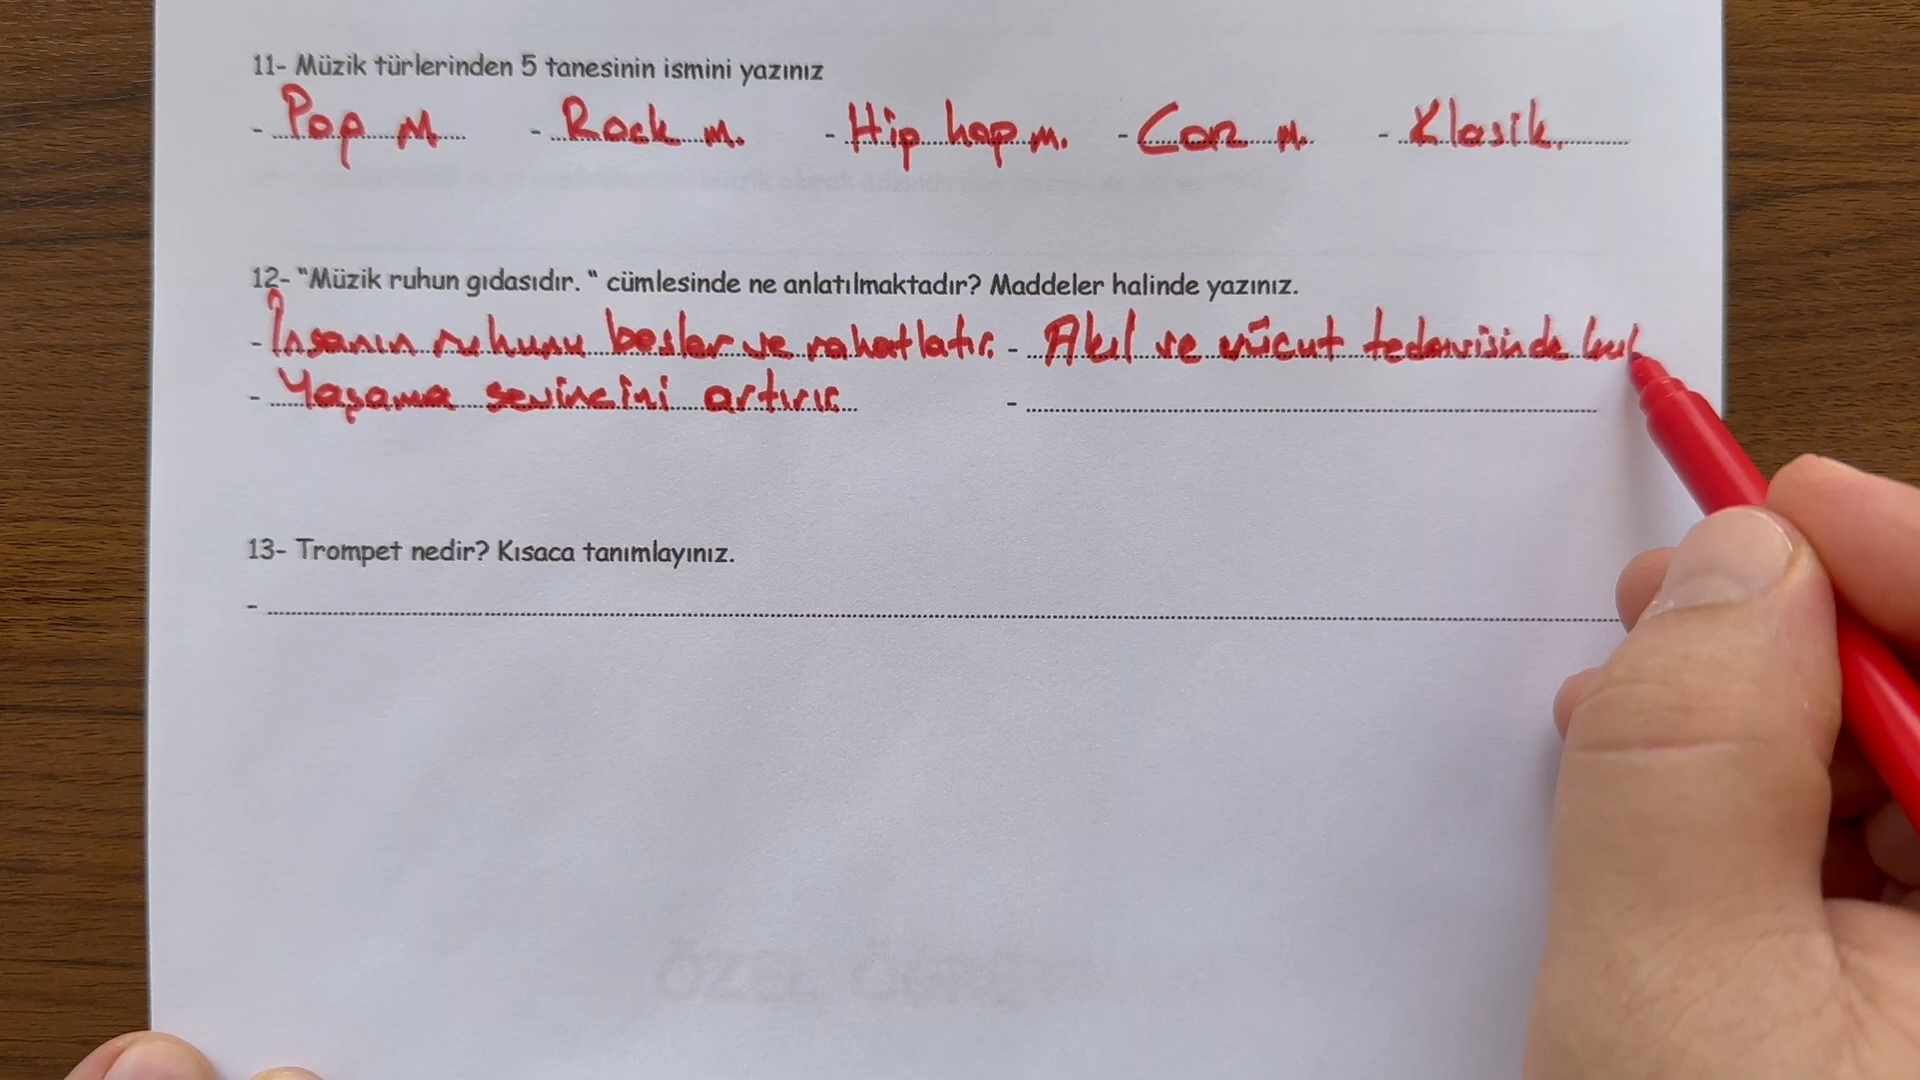 11- Müzik türlerinden 5 tanesinin ismini yazınız
- Pop M - Rock m. - Hip hop m. - Caz M. - Klasik.
12- "Müzik ruhun gıdasıdır. " cümlesinde ne anlatılmaktadır? Maddeler halinde yazınız.
- İnsanın ruhunu besler ve rahatlatır. - Akıl ve vücut tedavisinde kul
- Yaşama sevincini artırır -
13- Trompet nedir? Kısaca tanımlayınız.
-